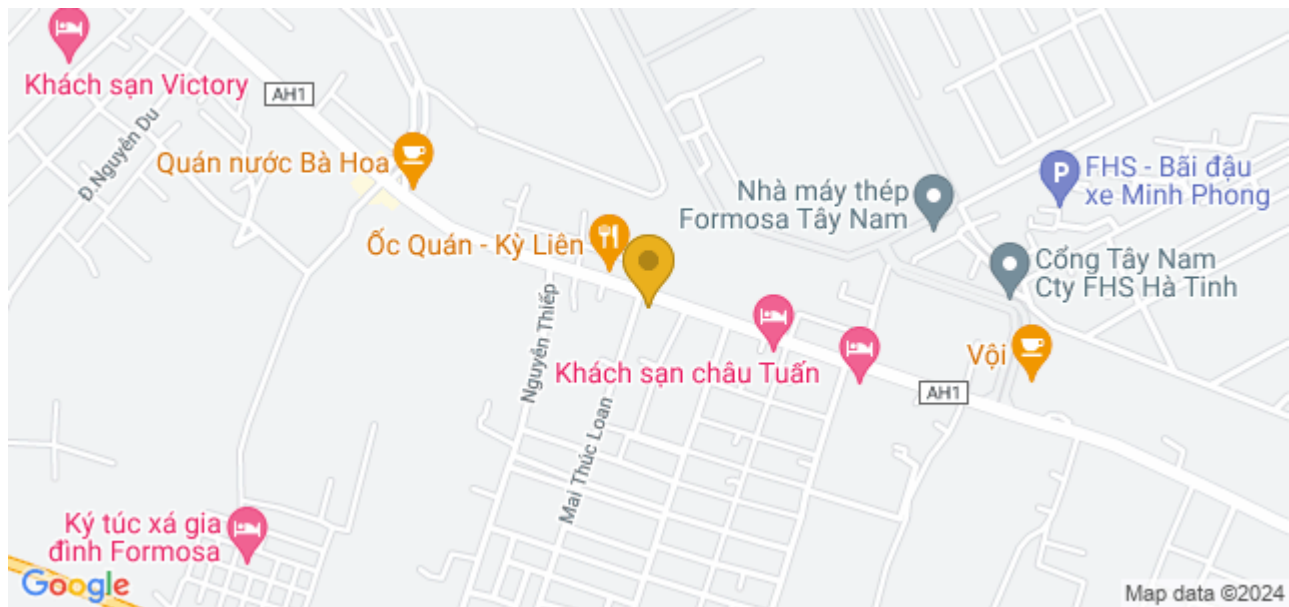 Khách sạn Victory
AH1
Đ.Nguyễn Du
Quán nước Bà Hoa
Nhà máy thép
Formosa Tây Nam
P
FHS - Bãi đậu
xe Minh Phong
Ốc Quán - Kỳ Liên
Cổng Tây Nam
Cty FHS Hà Tinh
Nguyễn Thiếp
Khách sạn châu Tuấn
Vội
AH1
Mai Thúc Loan
Ký túc xá gia
đình Formosa
Google
Map data ©2024